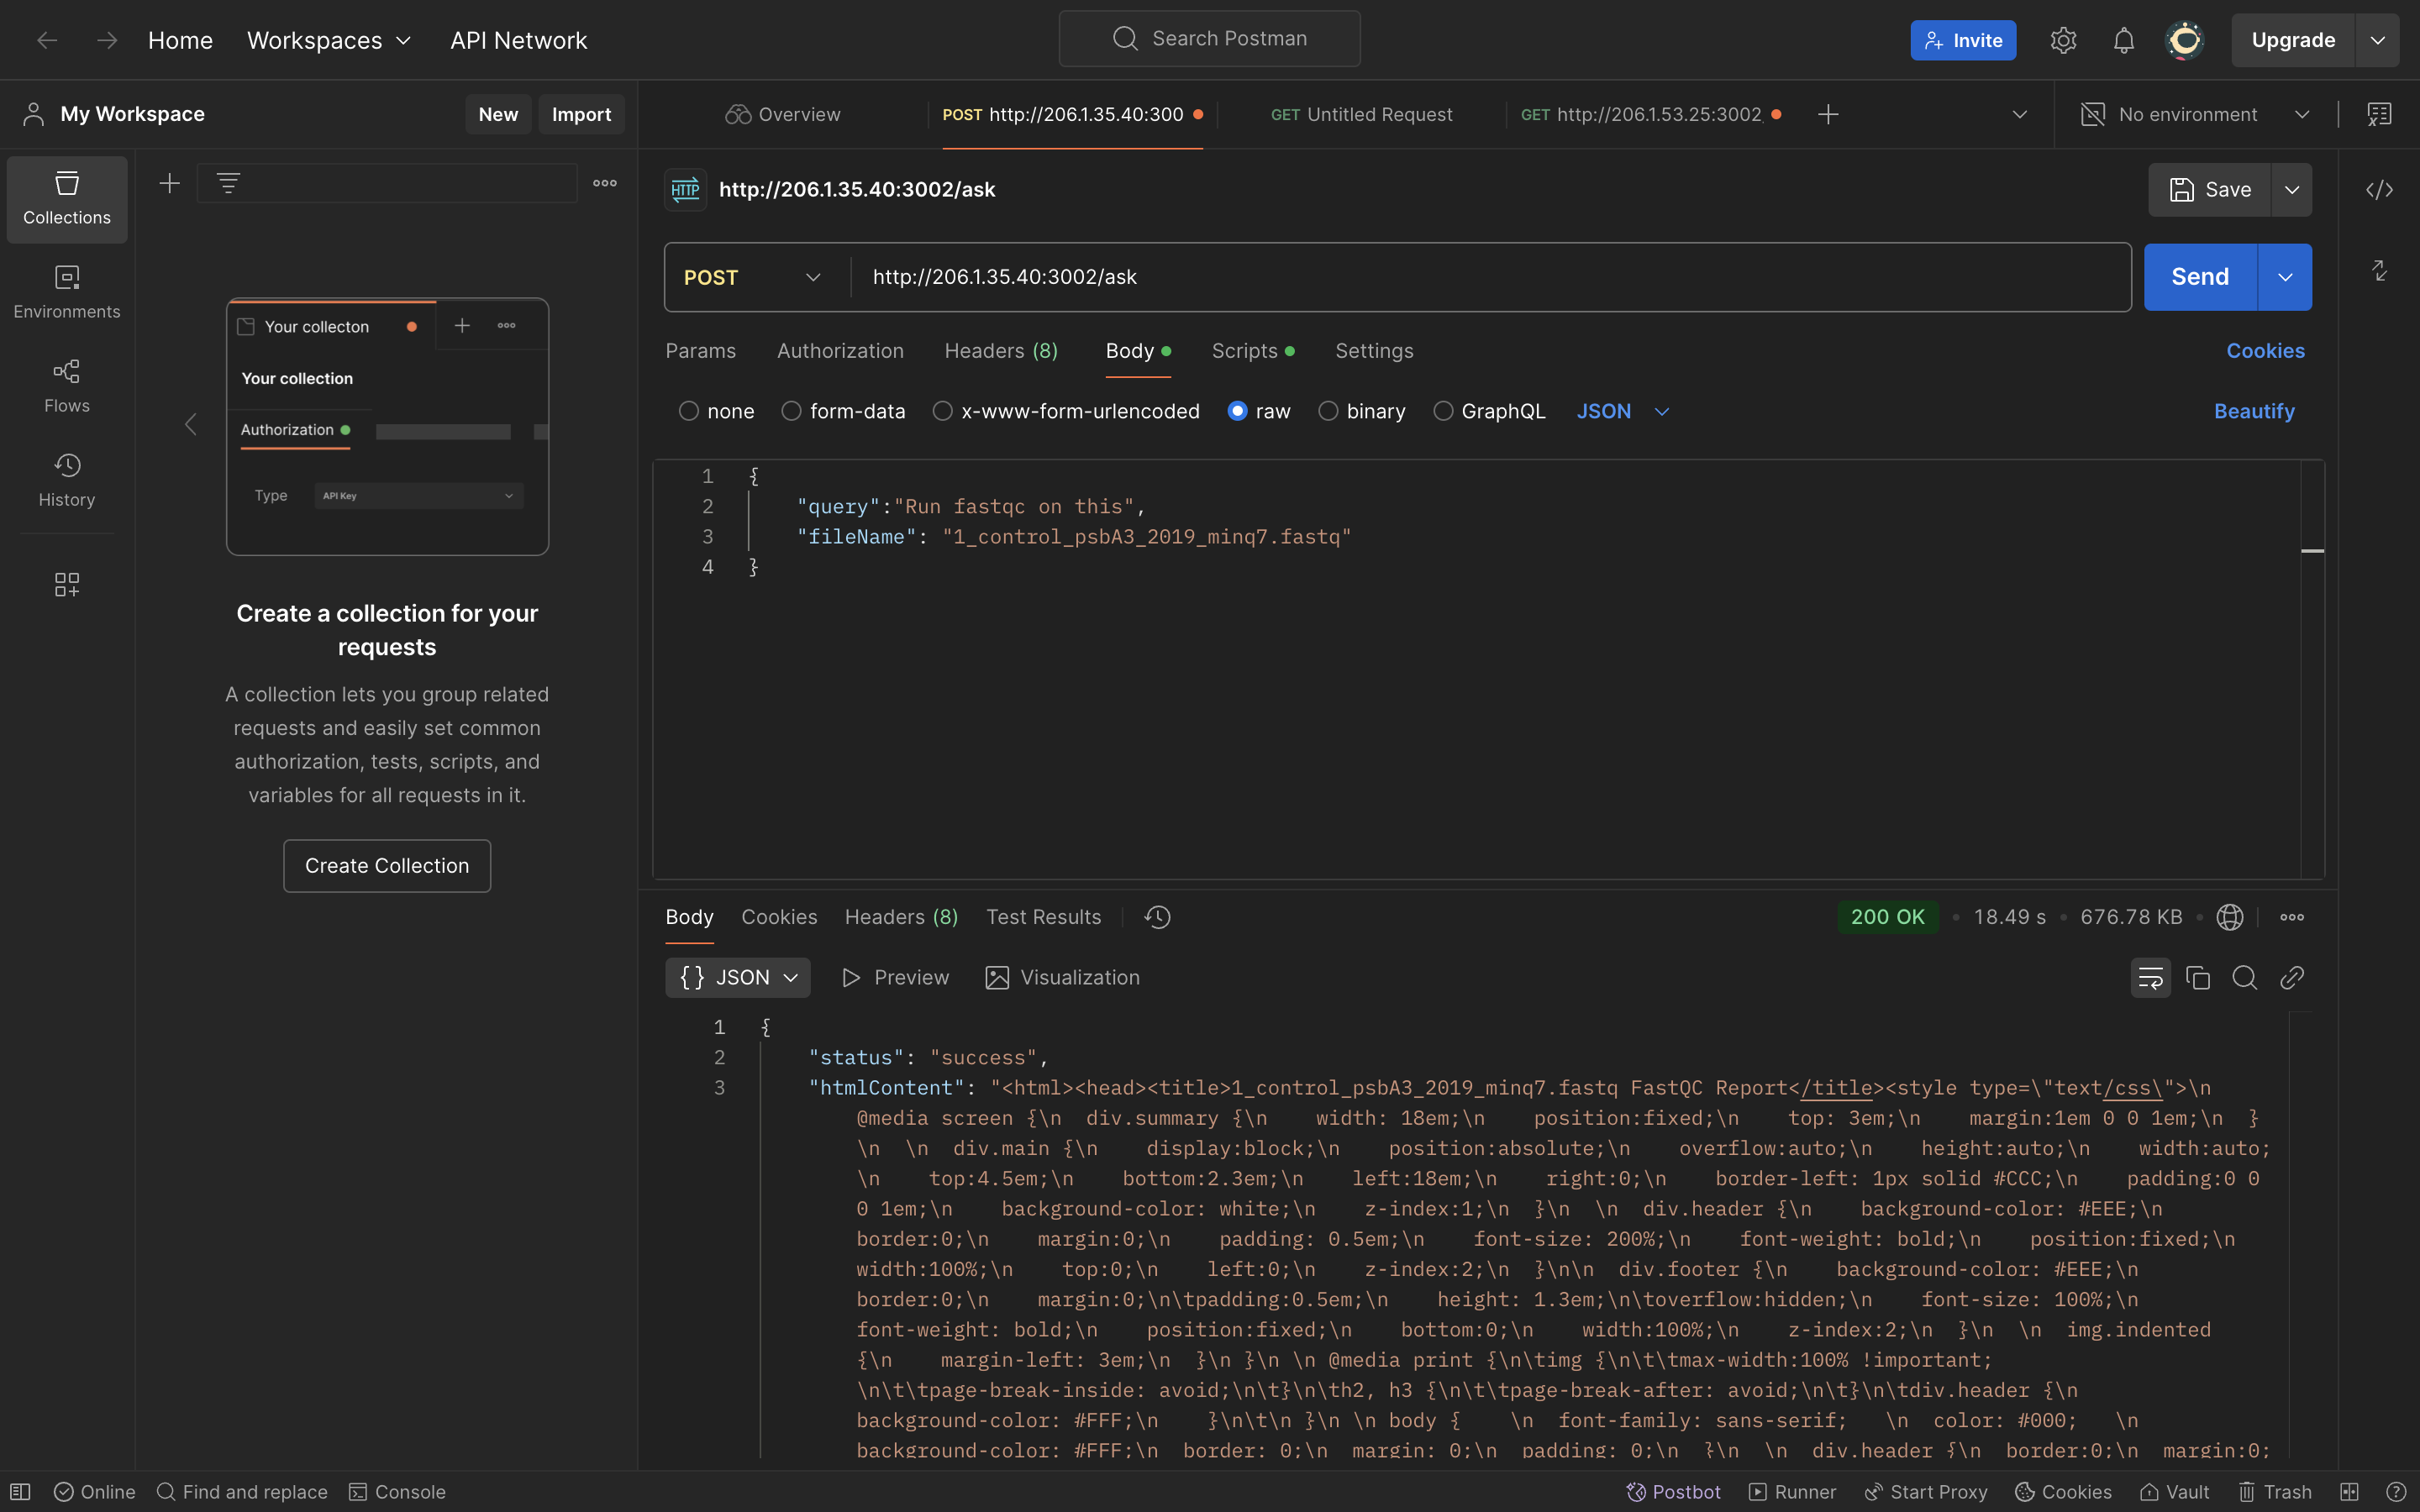 Home Workspaces API Network Search Postman Invite Upgrade
My Workspace New Import Overview POST http://206.1.35.40:300 GET Untitled Request GET http://206.1.53.25:3002, No environment
Collections
Environments
Flows
History
Your collecton
Your collection
Authorization
Type API Key
Create a collection for your
requests
A collection lets you group related
requests and easily set common
authorization, tests, scripts, and
variables for all requests in it.
Create Collection
HTTP http://206.1.35.40:3002/ask Save
POST http://206.1.35.40:3002/ask Send
Params Authorization Headers (8) Body Scripts Settings Cookies
none form-data x-www-form-urlencoded raw binary GraphQL JSON Beautify
1 {
2 "query":"Run fastqc on this",
3 "fileName": "1_control_psbA3_2019_minq7.fastq"
4 }
Body Cookies Headers (8) Test Results 200 OK 18.49 s 676.78 KB
{} JSON Preview Visualization
1 {
2 "status": "success",
3 "htmlContent": "<html><head><title>1_control_psbA3_2019_minq7.fastq FastQC Report</title><style type=\"text/css\">\n
@media screen {\n  div.summary {\n    width: 18em;\n    position:fixed;\n    top: 3em;\n    margin:1em 0 0 1em;\n  }
\n  \n  div.main {\n    display:block;\n    position:absolute;\n    overflow:auto;\n    height:auto;\n    width:auto;
\n    top:4.5em;\n    bottom:2.3em;\n    left:18em;\n    right:0;\n    border-left: 1px solid #CCC;\n    padding:0 0
0 1em;\n    background-color: white;\n    z-index:1;\n  }\n  \n  div.header {\n    background-color: #EEE;\n
border:0;\n    margin:0;\n    padding: 0.5em;\n    font-size: 200%;\n    font-weight: bold;\n    position:fixed;\n
width:100%;\n    top:0;\n    left:0;\n    z-index:2;\n  }\n\n  div.footer {\n    background-color: #EEE;\n
border:0;\n    margin:0;\n\tpadding:0.5em;\n    height: 1.3em;\n\toverflow:hidden;\n    font-size: 100%;\n
font-weight: bold;\n    position:fixed;\n    bottom:0;\n    width:100%;\n    z-index:2;\n  }\n  \n  img.indented
{\n    margin-left: 3em;\n  }\n }\n \n @media print {\n\timg {\n\t\tmax-width:100% !important;
\n\t\tpage-break-inside: avoid;\n\t}\n\th2, h3 {\n\t\tpage-break-after: avoid;\n\t}\n\tdiv.header {\n
background-color: #FFF;\n    }\n\t\n }\n \n body {    \n  font-family: sans-serif;   \n  color: #000;   \n
background-color: #FFF;\n  border: 0;\n  margin: 0;\n  padding: 0;\n  }\n  \n  div.header {\n  border:0;\n  margin:0;
Online Find and replace Console Postbot Runner Start Proxy Cookies Vault Trash